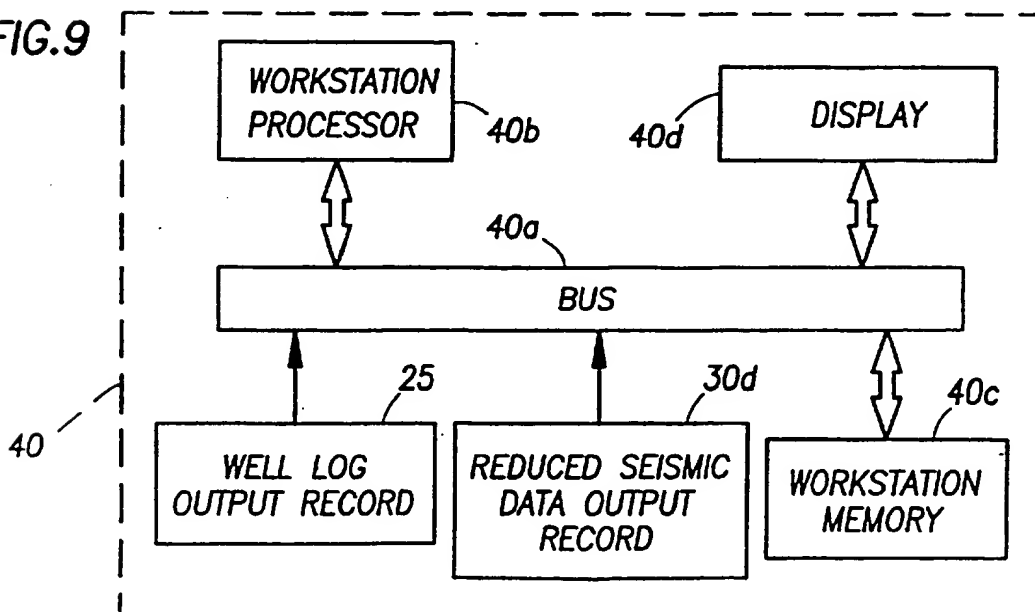 FIG.9
WORKSTATION
PROCESSOR
40b
40d
DISPLAY
40a
BUS
25
30d
40c
40
WELL LOG
OUTPUT RECORD
REDUCED SEISMIC
DATA OUTPUT
RECORD
WORKSTATION
MEMORY